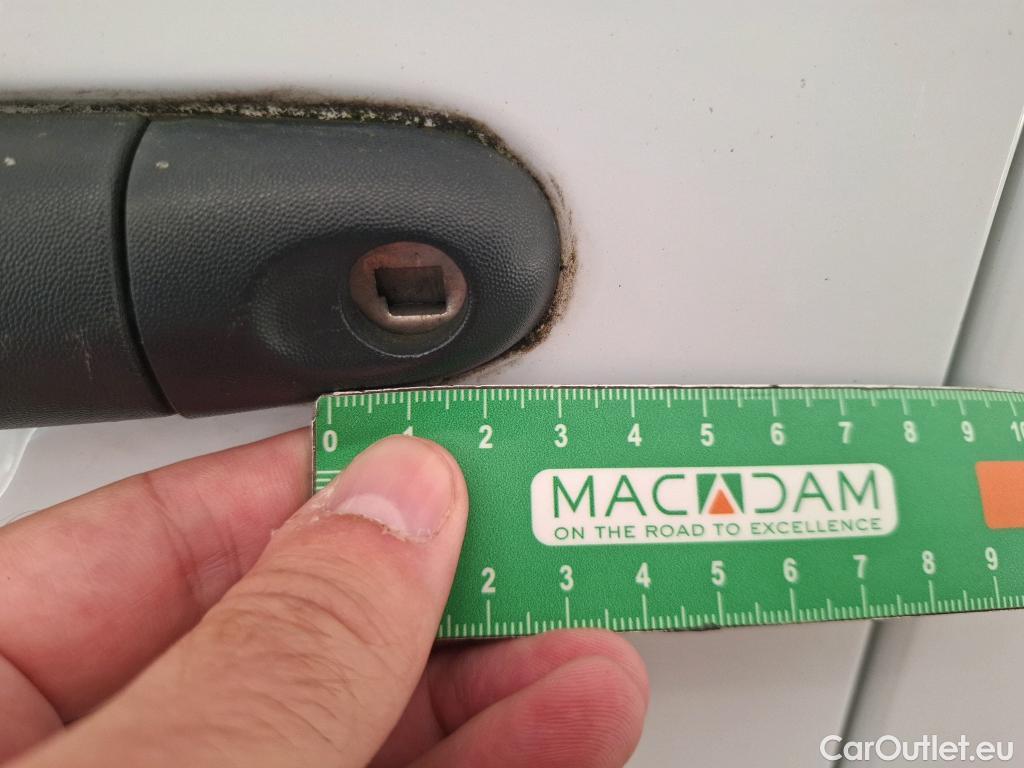 0 1 2 3 4 5 6 7 8 9 10
MACADAM
ON THE ROAD TO EXCELLENCE
2 3 4 5 6 7 8 9
CarOutlet.eu